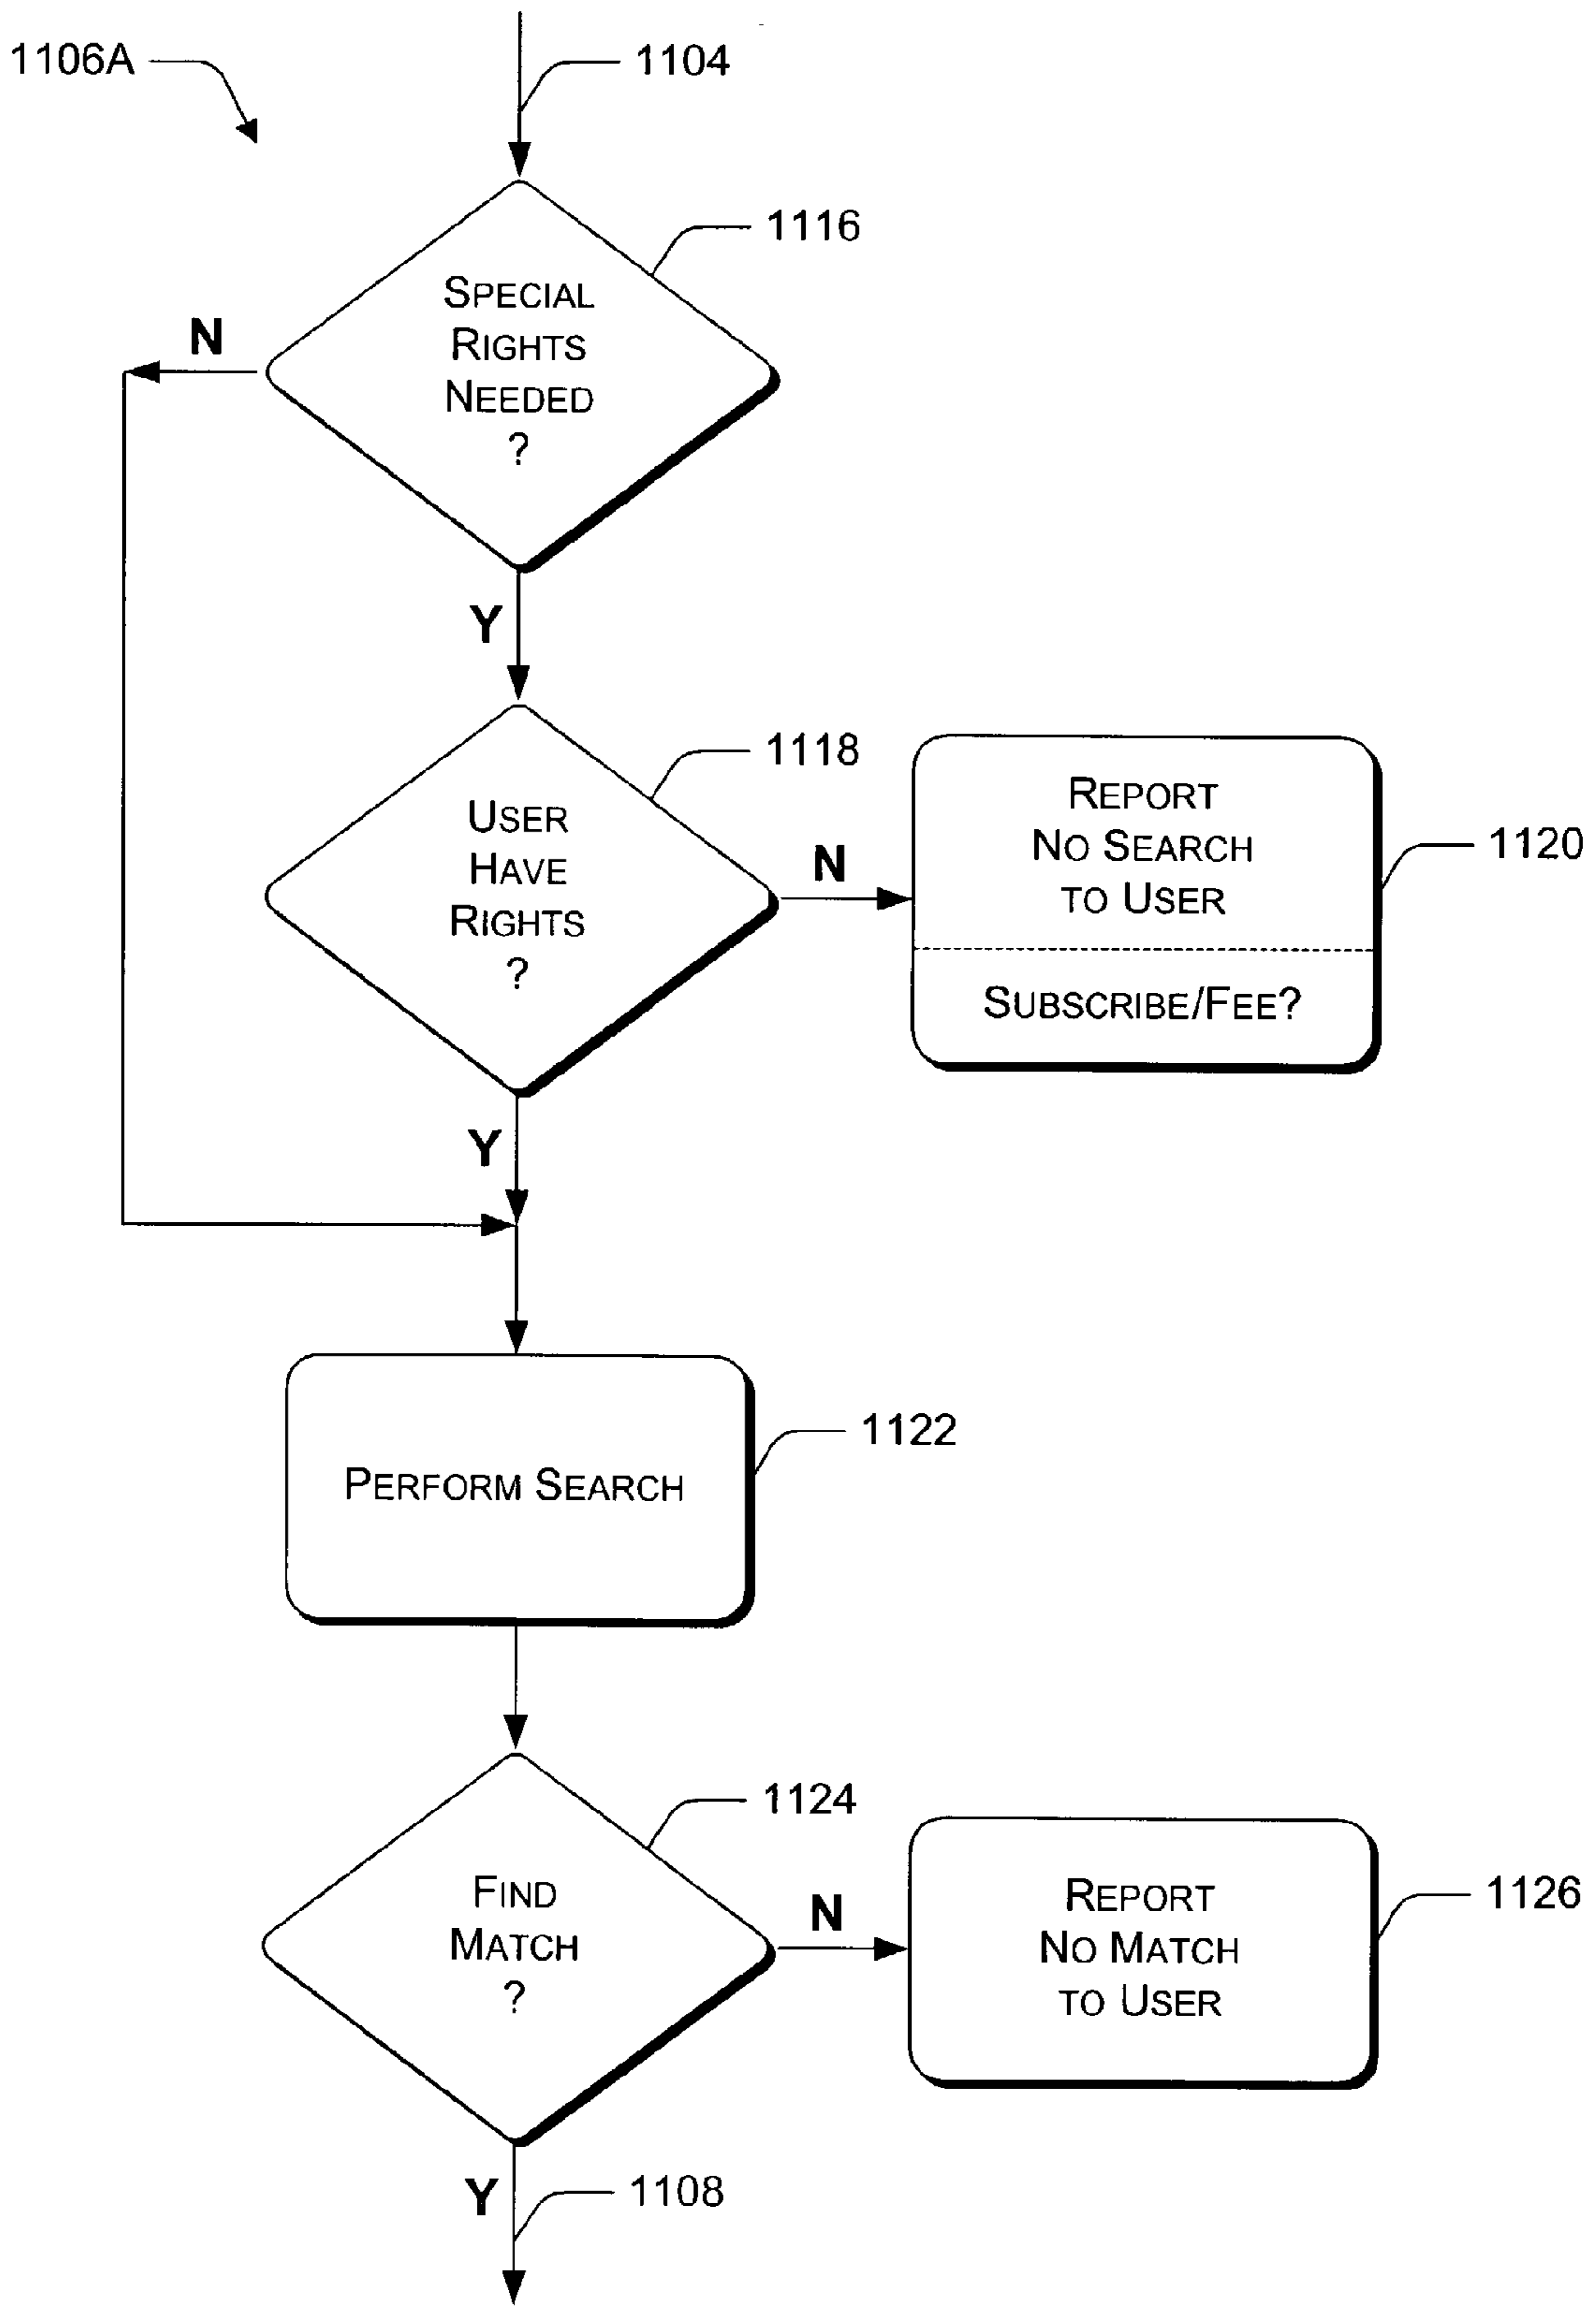 1106A
1104
1116
SPECIAL
RIGHTS
NEEDED
?
N
Y
1118
USER
HAVE
RIGHTS
?
N
REPORT
NO SEARCH
TO USER
1120
SUBSCRIBE/FEE?
Y
PERFORM SEARCH
1122
1124
FIND
MATCH
?
N
REPORT
NO MATCH
TO USER
1126
Y
1108